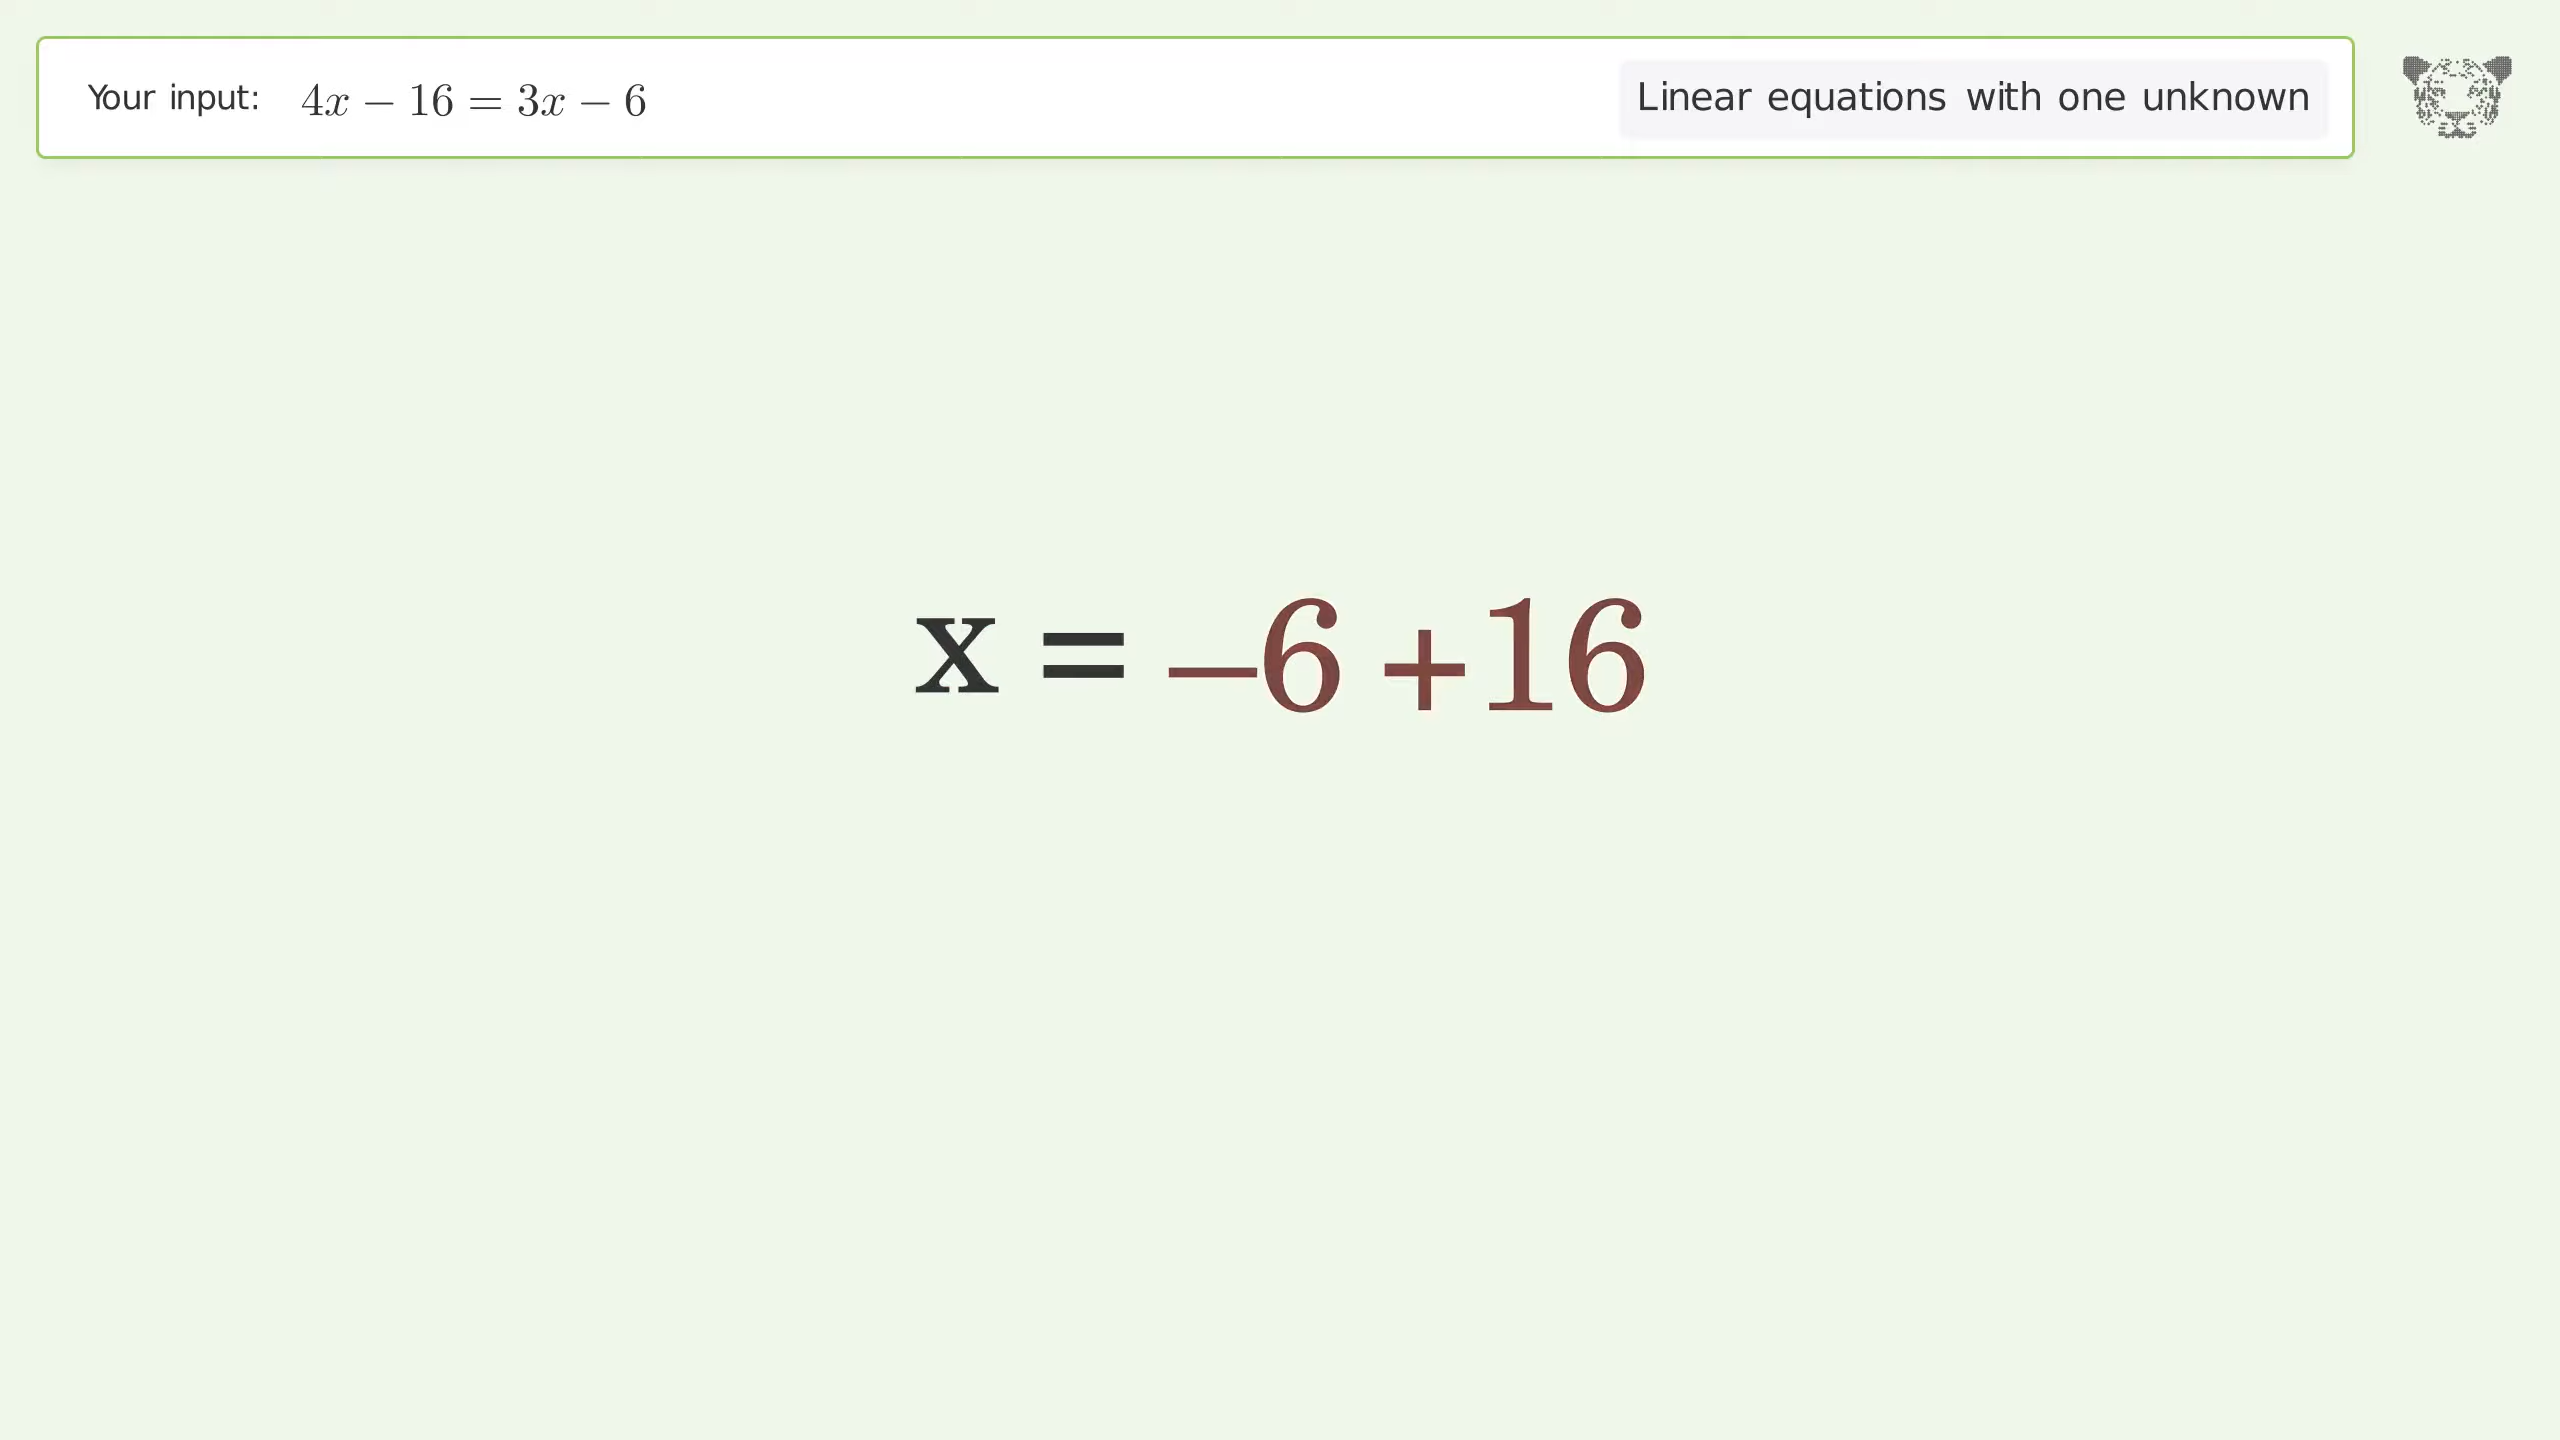 Your input: 4x − 16 = 3x − 6
Linear equations with one unknown
x = −6 +16